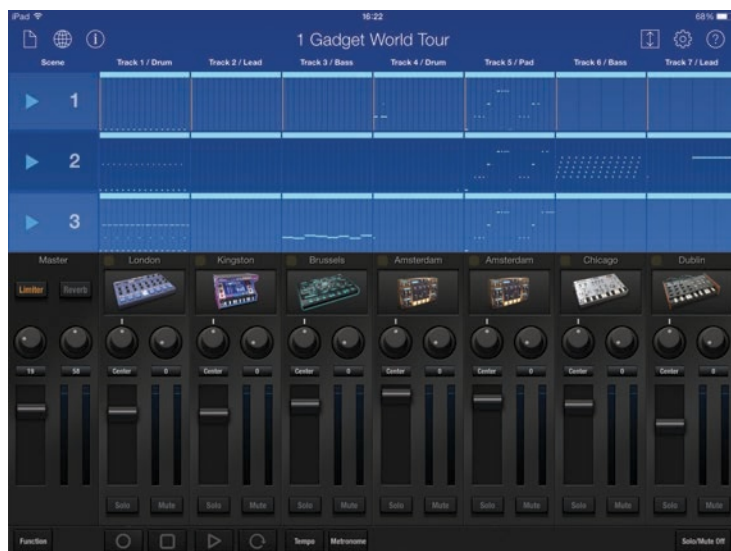 iPad 16:22 68%
1 Gadget World Tour
Scene Track 1 / Drum Track 2 / Lead Track 3 / Bass Track 4 / Drum Track 5 / Pad Track 6 / Bass Track 7 / Lead
1
2
3
Master London Kingston Brussels Amsterdam Amsterdam Chicago Dublin
Limiter Reverb
19 58 Center 0 Center 0 Center 0 Center 0 Center 0 Center 0 Center 0
Solo Mute Solo Mute Solo Mute Solo Mute Solo Mute Solo Mute Solo Mute
Function Tempo Metronome Solo/Mute Off